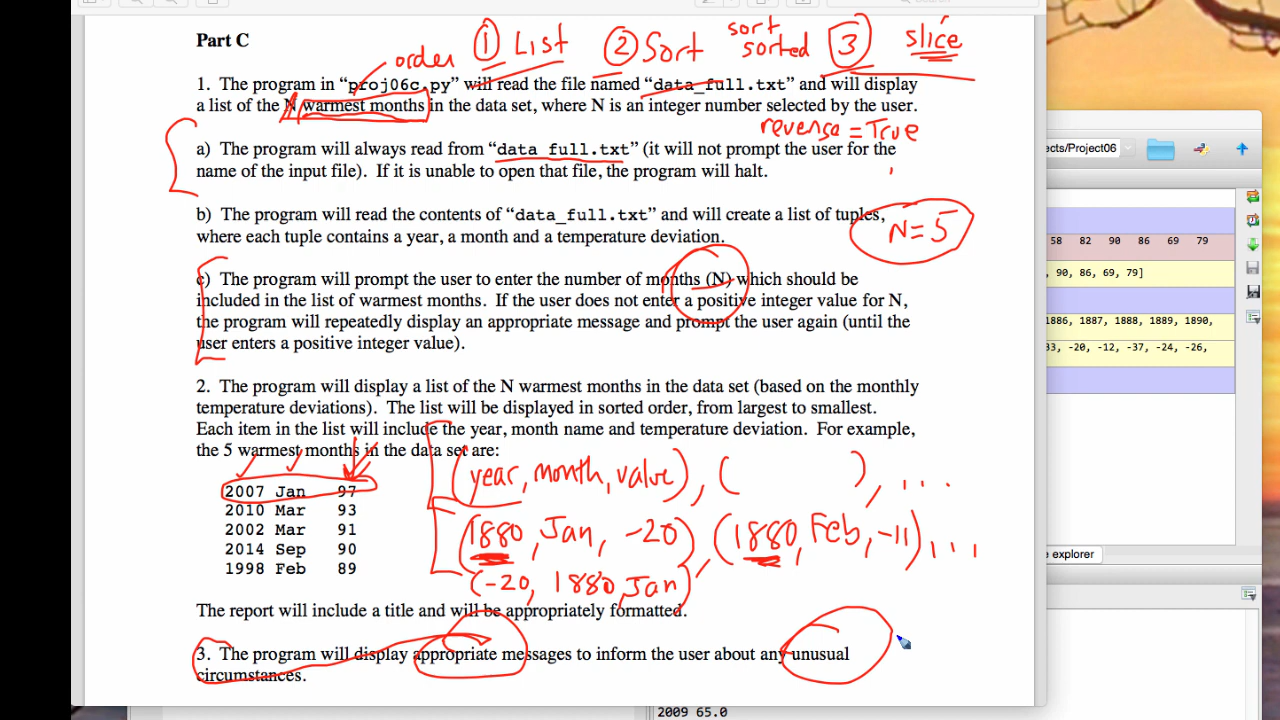 Part C
order ① List ② Sort sort sorted ③ slice
1. The program in “proj06c.py” will read the file named “data_full.txt” and will display
a list of the N warmest months in the data set, where N is an integer number selected by the user.
revense = True
a) The program will always read from “data_full.txt” (it will not prompt the user for the
name of the input file). If it is unable to open that file, the program will halt.
b) The program will read the contents of “data_full.txt” and will create a list of tuples,
where each tuple contains a year, a month and a temperature deviation.
N=5
c) The program will prompt the user to enter the number of months (N) which should be
included in the list of warmest months. If the user does not enter a positive integer value for N,
the program will repeatedly display an appropriate message and prompt the user again (until the
user enters a positive integer value).
2. The program will display a list of the N warmest months in the data set (based on the monthly
temperature deviations). The list will be displayed in sorted order, from largest to smallest.
Each item in the list will include the year, month name and temperature deviation. For example,
the 5 warmest months in the data set are:
(year, month, value), ( ), ...
2007 Jan 97
2010 Mar 93
2002 Mar 91
2014 Sep 90
1998 Feb 89
(1880, Jan, -20), (1880, Feb, -11), ...
(-20, 1880, Jan)
The report will include a title and will be appropriately formatted.
3. The program will display appropriate messages to inform the user about any unusual
circumstances.
ects/Project06
58 82 90 86 69 79
, 90, 86, 69, 79]
1886, 1887, 1888, 1889, 1890,
33, -20, -12, -37, -24, -26,
e explorer
2009 65.0